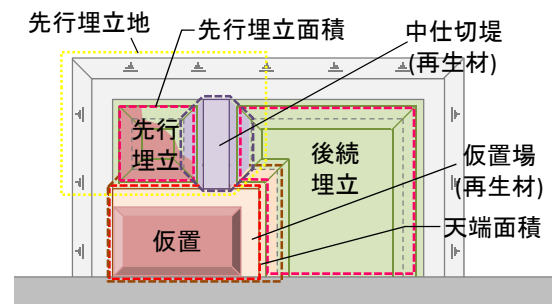 先行埋立地
先行埋立面積
中仕切堤
(再生材)
先行
埋立
後続
埋立
仮置場
(再生材)
仮置
天端面積